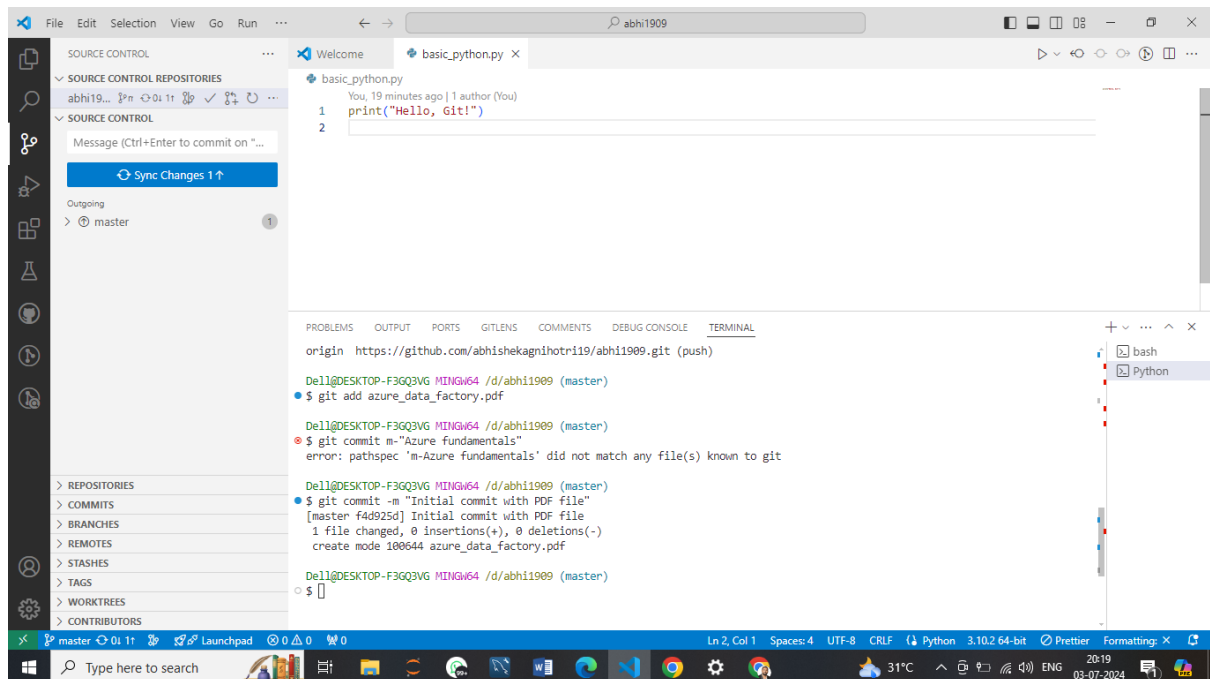 File Edit Selection View Go Run ···
abhi1909
SOURCE CONTROL ···
SOURCE CONTROL REPOSITORIES
abhi19... 0↓ 1↑ ···
SOURCE CONTROL
Message (Ctrl+Enter to commit on "...
Sync Changes 1↑
Outgoing
master 1
REPOSITORIES
COMMITS
BRANCHES
REMOTES
STASHES
TAGS
WORKTREES
CONTRIBUTORS
Welcome basic_python.py ×
basic_python.py
You, 19 minutes ago | 1 author (You)
1 print("Hello, Git!")
2
PROBLEMS OUTPUT PORTS GITLENS COMMENTS DEBUG CONSOLE TERMINAL
origin https://github.com/abhishekagnihotri19/abhi1909.git (push)
Dell@DESKTOP-F3GQ3VG MINGW64 /d/abhi1909 (master)
$ git add azure_data_factory.pdf
Dell@DESKTOP-F3GQ3VG MINGW64 /d/abhi1909 (master)
$ git commit m-"Azure fundamentals"
error: pathspec 'm-Azure fundamentals' did not match any file(s) known to git
Dell@DESKTOP-F3GQ3VG MINGW64 /d/abhi1909 (master)
$ git commit -m "Initial commit with PDF file"
[master f4d925d] Initial commit with PDF file
1 file changed, 0 insertions(+), 0 deletions(-)
create mode 100644 azure_data_factory.pdf
Dell@DESKTOP-F3GQ3VG MINGW64 /d/abhi1909 (master)
$
bash
Python
master 0↓ 1↑ Launchpad 0 0 0 Ln 2, Col 1 Spaces: 4 UTF-8 CRLF Python 3.10.2 64-bit Prettier Formatting: ×
Type here to search 31°C ENG 20:19
03-07-2024